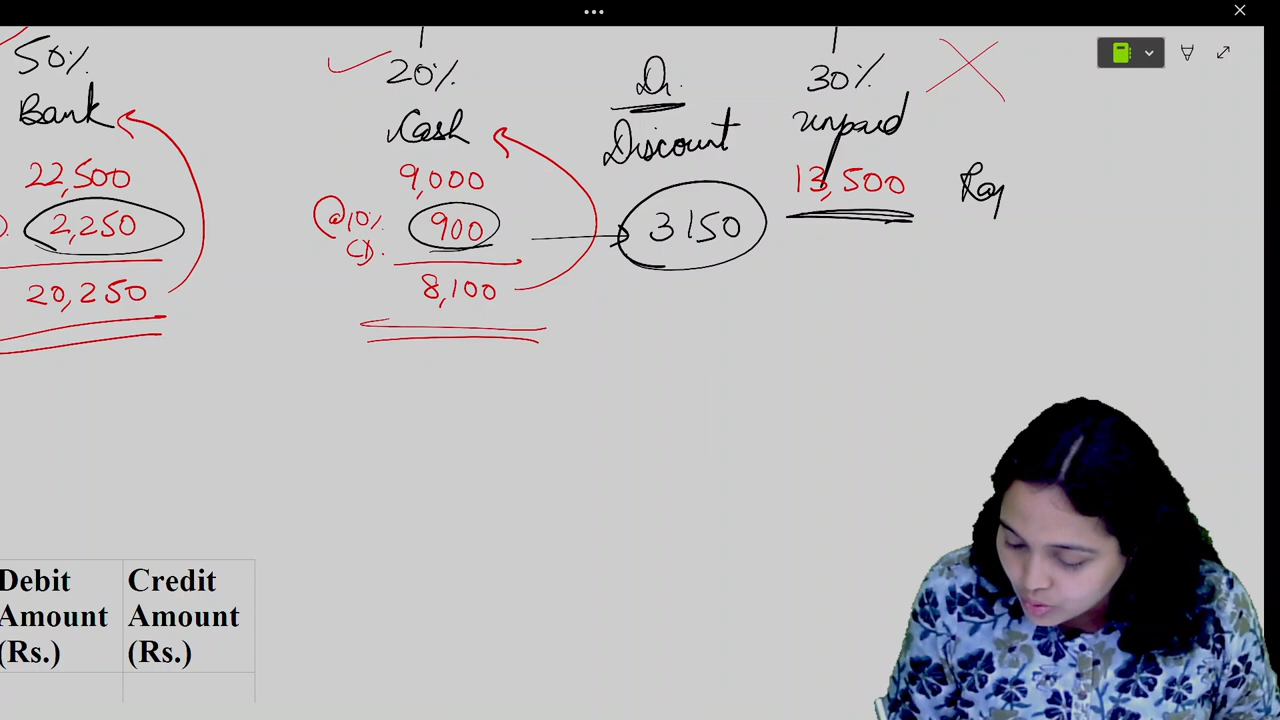 50%
Bank
22,500
2,250
20,250
20%
Cash
9,000
@10%
CD.
900
8,100
Dr.
Discount
3150
30%
unpaid
13,500
Debit
Amount
(Rs.)
Credit
Amount
(Rs.)